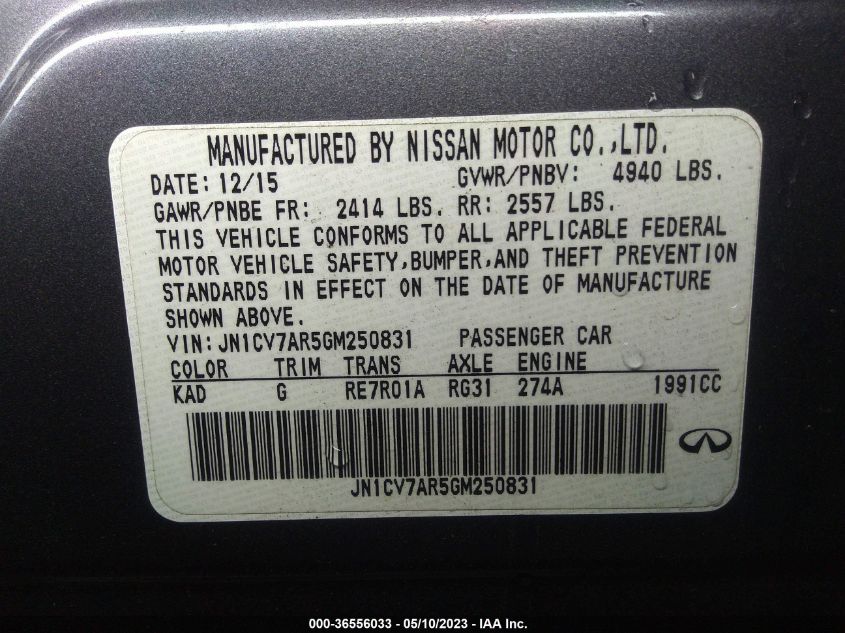 MANUFACTURED BY NISSAN MOTOR CO.,LTD.
DATE: 12/15 GVWR/PNBV: 4940 LBS.
GAWR/PNBE FR: 2414 LBS. RR: 2557 LBS.
THIS VEHICLE CONFORMS TO ALL APPLICABLE FEDERAL
MOTOR VEHICLE SAFETY,BUMPER,AND THEFT PREVENTION
STANDARDS IN EFFECT ON THE DATE OF MANUFACTURE
SHOWN ABOVE.
VIN: JN1CV7AR5GM250831 PASSENGER CAR
COLOR TRIM TRANS AXLE ENGINE
KAD G RE7R01A RG31 274A 1991CC
JN1CV7AR5GM250831
000-36556033 - 05/10/2023 - IAA Inc.